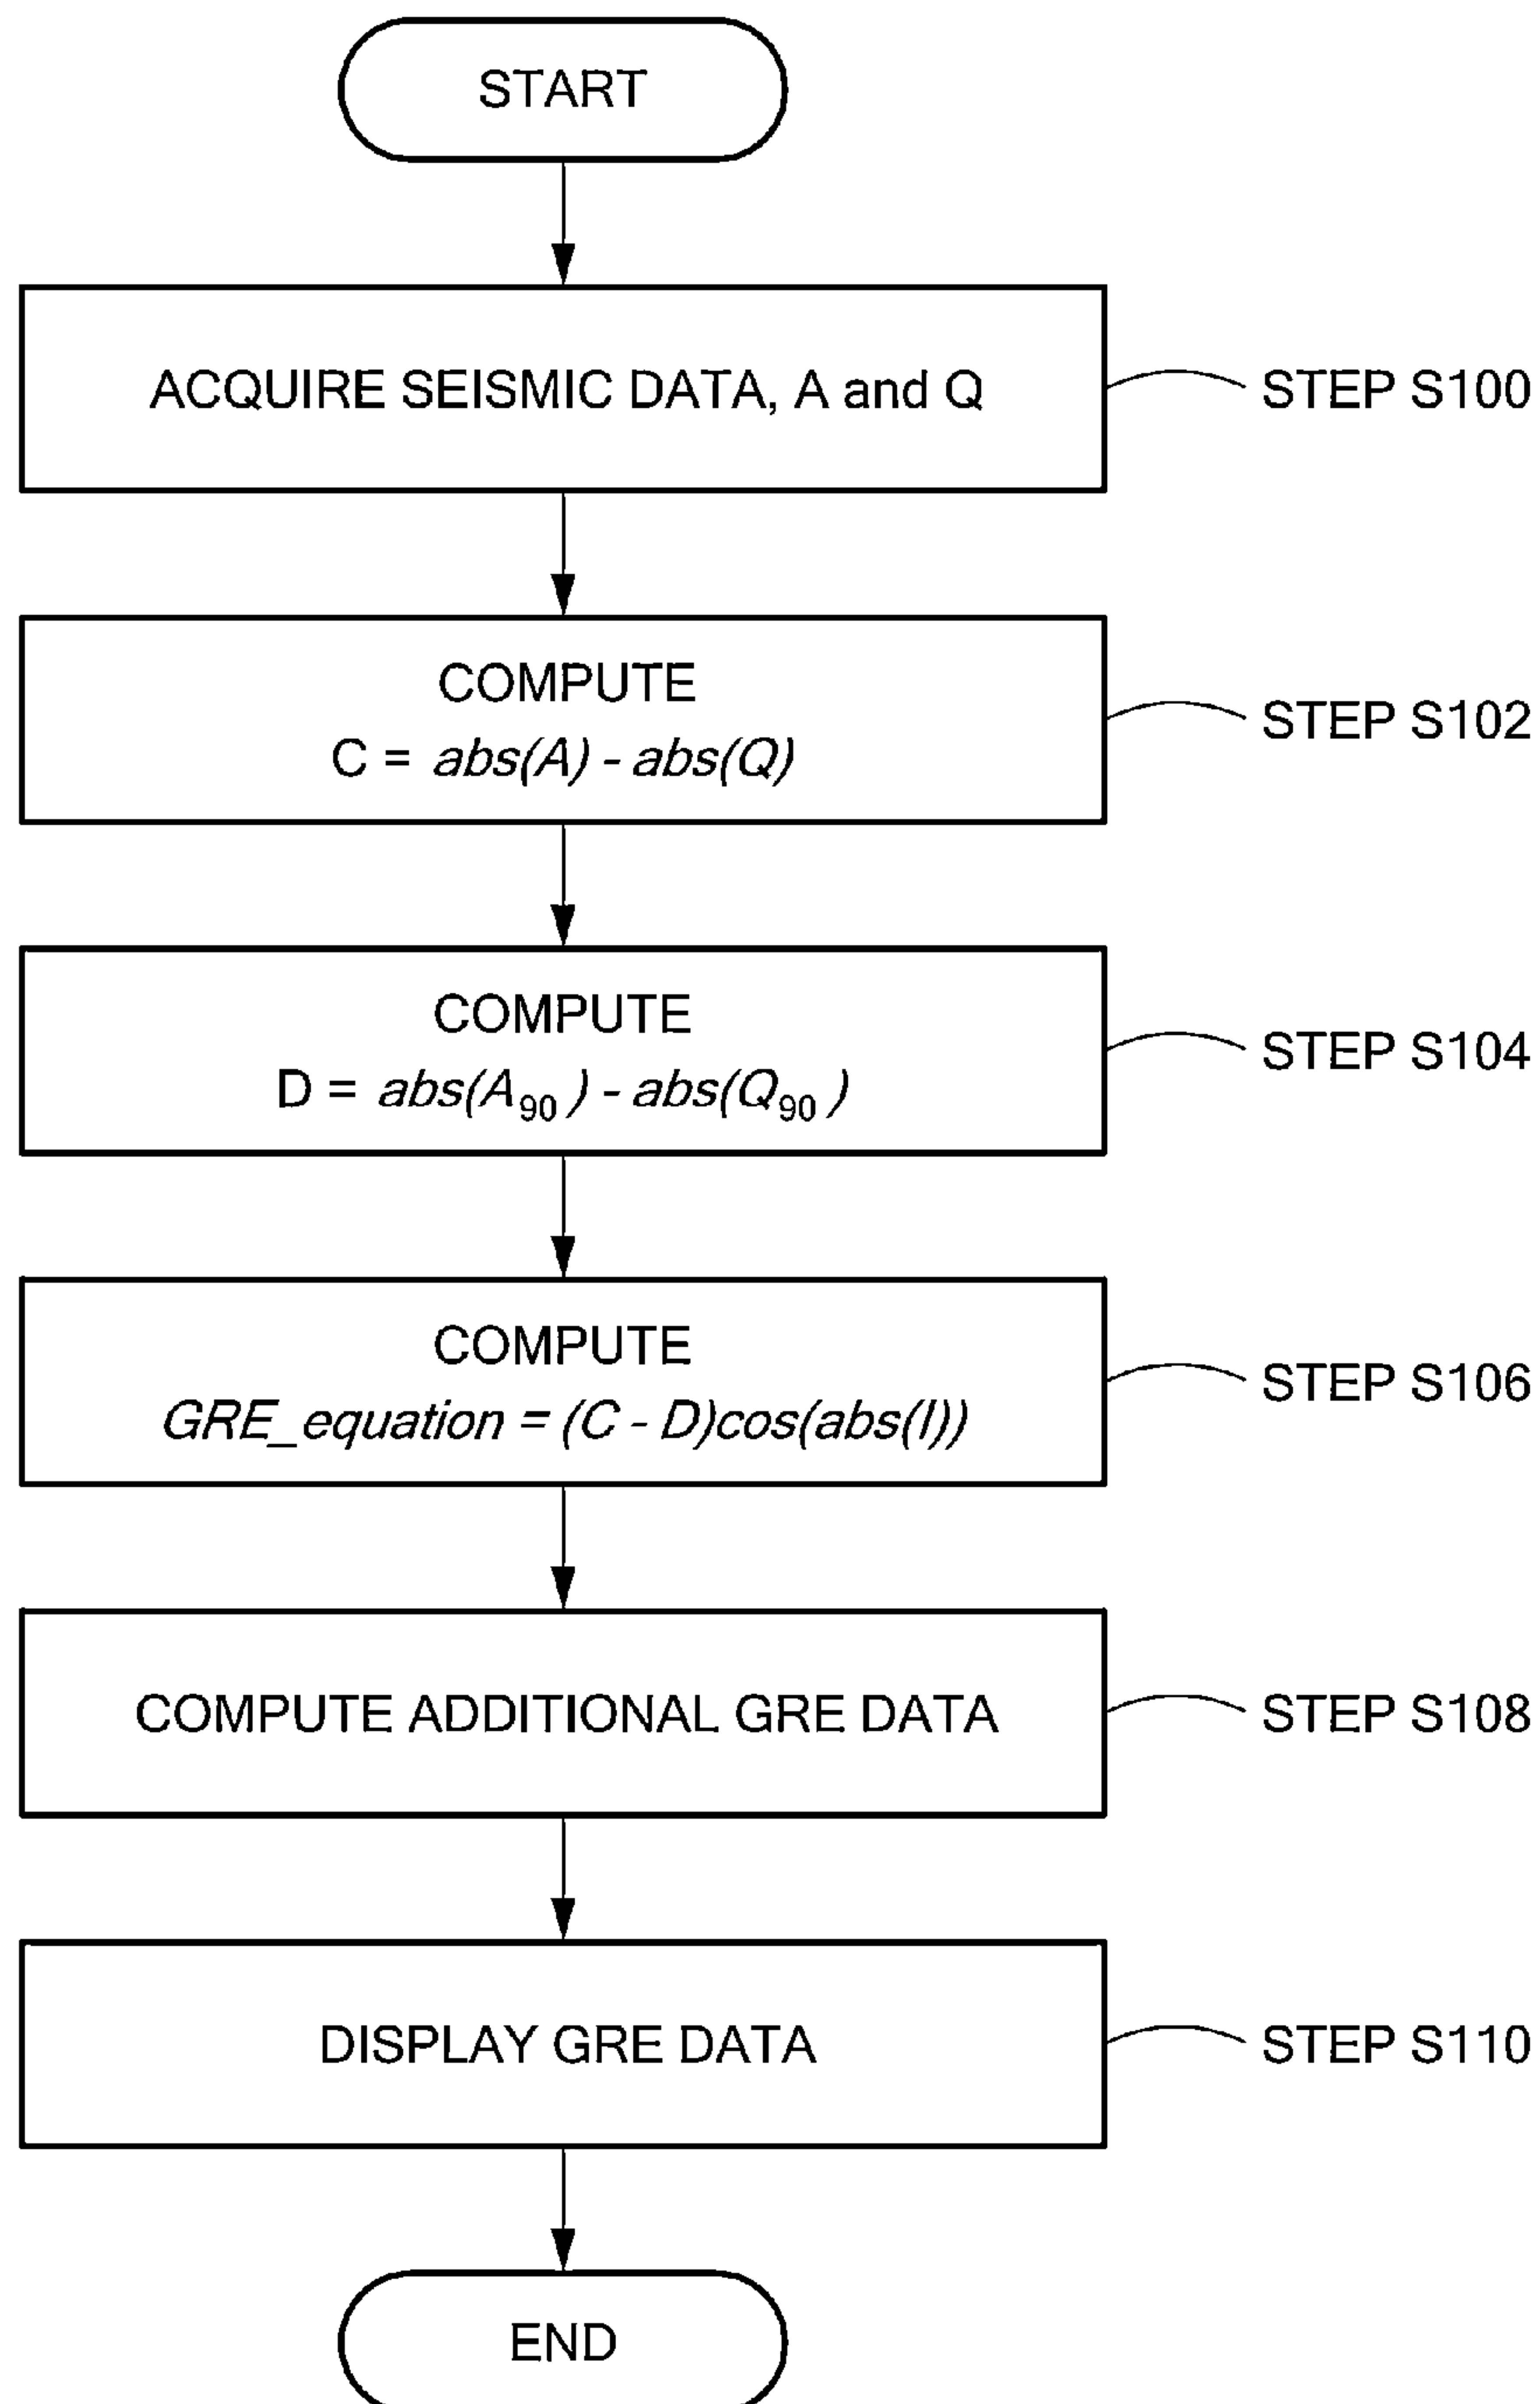 START
ACQUIRE SEISMIC DATA, A and Q
STEP S100
COMPUTE
C = abs(A) - abs(Q)
STEP S102
COMPUTE
D = abs(A₉₀) - abs(Q₉₀)
STEP S104
COMPUTE
GRE_equation = (C - D)cos(abs(I))
STEP S106
COMPUTE ADDITIONAL GRE DATA
STEP S108
DISPLAY GRE DATA
STEP S110
END